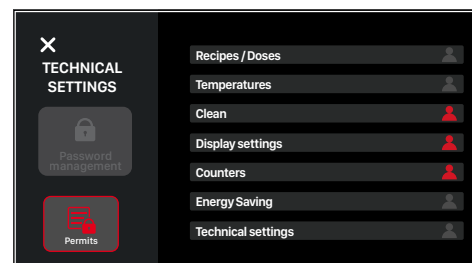 TECHNICAL
SETTINGS
Password
management
Permits
Recipes / Doses
Temperatures
Clean
Display settings
Counters
Energy Saving
Technical settings